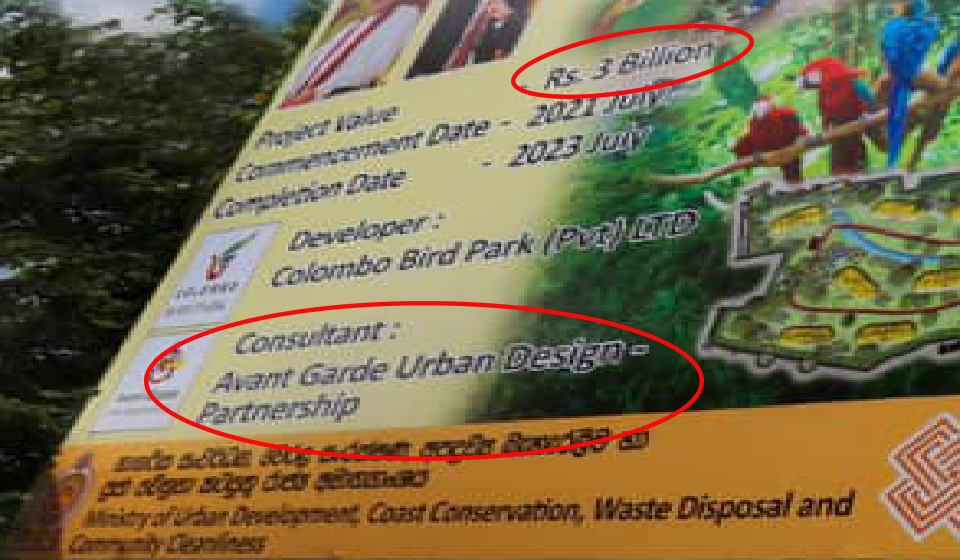 Rs. 3 Billion
Project Value
Commencement Date - 2021 July
Completion Date - 2023 July
Developer :
Colombo Bird Park (Pvt) LTD
Consultant :
Avant Garde Urban Design -
Partnership
Ministry of Urban Development, Coast Conservation, Waste Disposal and
Community Cleanliness